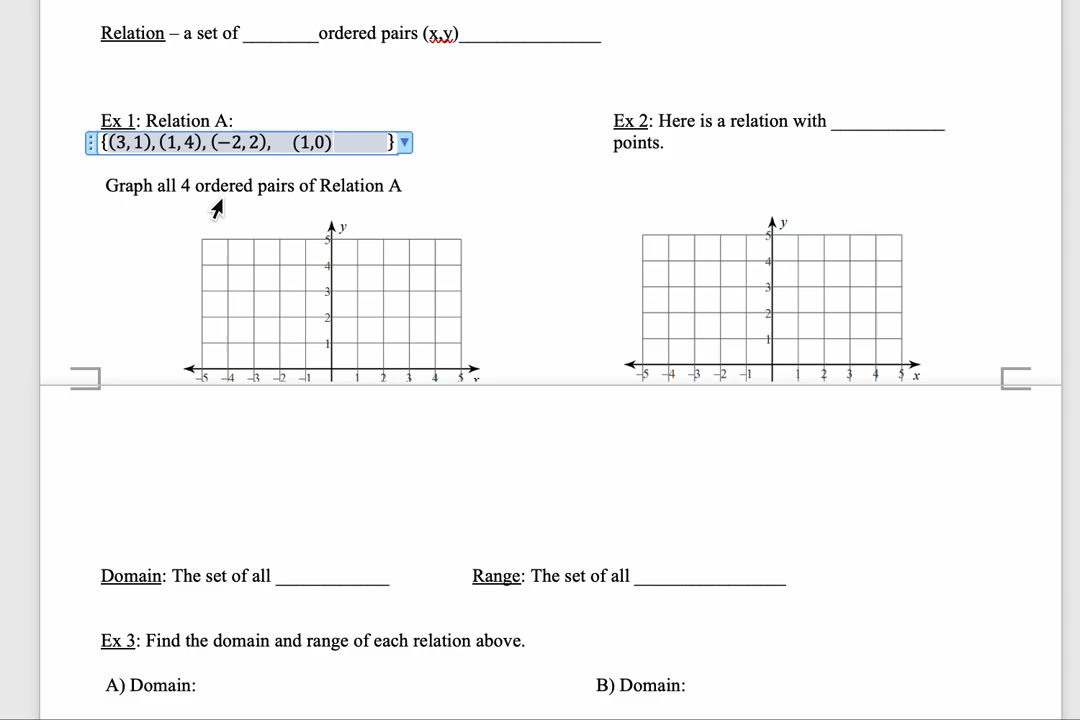 Relation – a set of ________ordered pairs (x,y)_______________
Ex 1: Relation A:
{(3, 1), (1, 4), (−2, 2), (1,0) }
Ex 2: Here is a relation with ____________
points.
Graph all 4 ordered pairs of Relation A
y
5
4
3
2
1
-5 -4 -3 -2 -1 1 2 3 4 5
y
5
4
3
2
1
-5 -4 -3 -2 -1 1 2 3 4 5 x
Domain: The set of all ____________
Range: The set of all ________________
Ex 3: Find the domain and range of each relation above.
A) Domain:
B) Domain: